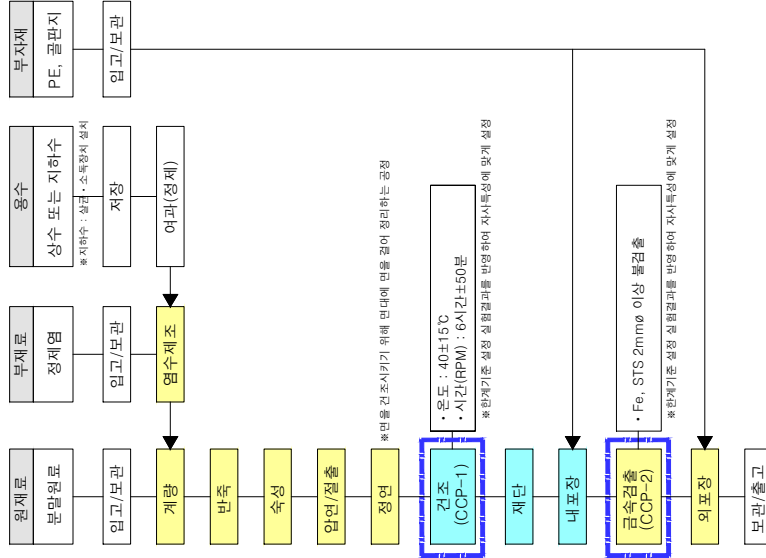 원재료
분말원료
입고/보관
계량
반죽
숙성
압연/절출
정연
※면을 건조시키기 위해 면대에 면을 걸어 정리하는 공정
건조
(CCP-1)
・온도 : 40±15℃
・시간(RPM) : 6시간±50분
※한계기준 설정 실험결과를 반영하여 자사특성에 맞게 설정
재단
내포장
금속검출
(CCP-2)
・Fe, STS 2mmø 이상 불검출
※한계기준 설정 실험결과를 반영하여 자사특성에 맞게 설정
외포장
보관/출고
부재료
정제염
입고/보관
염수제조
용수
상수 또는 지하수
※지하수 : 살균・소독장치 설치
저장
여과(정제)
부자재
PE, 골판지
입고/보관